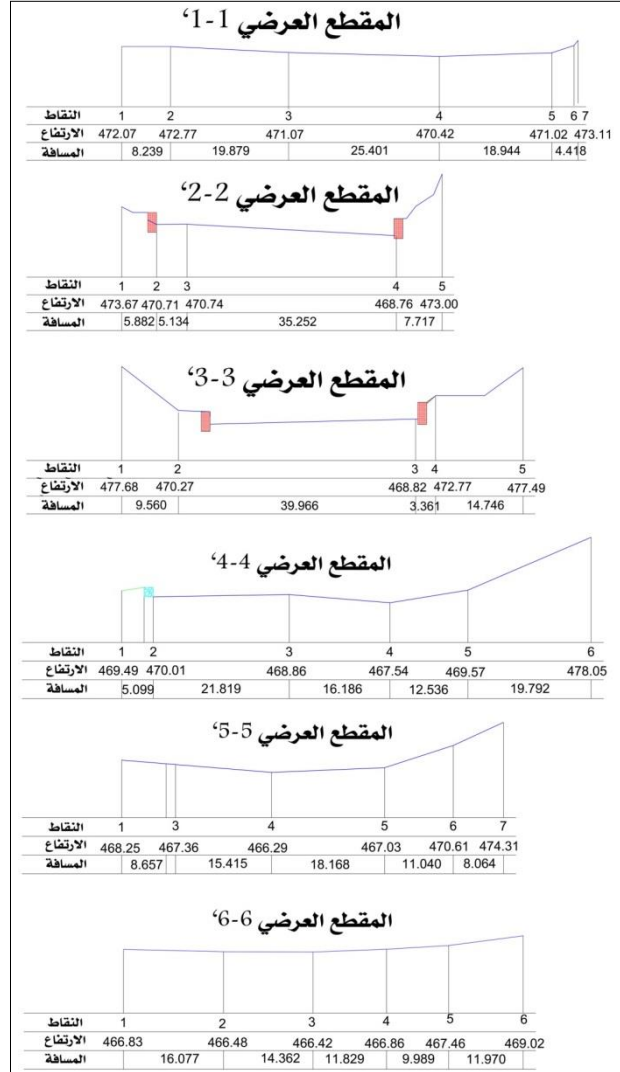 المقطع العرضي 1-1‘
النقاط 1 2 3 4 5 6 7
الارتفاع 472.07 472.77 471.07 470.42 471.02 473.11
المسافة 8.239 19.879 25.401 18.944 4.418
المقطع العرضي 2-2‘
النقاط 1 2 3 4 5
الارتفاع 473.67 470.71 470.74 468.76 473.00
المسافة 5.882 5.134 35.252 7.717
المقطع العرضي 3-3‘
النقاط 1 2 3 4 5
الارتفاع 477.68 470.27 468.82 472.77 477.49
المسافة 9.560 39.966 3.361 14.746
المقطع العرضي 4-4‘
النقاط 1 2 3 4 5 6
الارتفاع 469.49 470.01 468.86 467.54 469.57 478.05
المسافة 5.099 21.819 16.186 12.536 19.792
المقطع العرضي 5-5‘
النقاط 1 3 4 5 6 7
الارتفاع 468.25 467.36 466.29 467.03 470.61 474.31
المسافة 8.657 15.415 18.168 11.040 8.064
المقطع العرضي 6-6‘
النقاط 1 2 3 4 5 6
الارتفاع 466.83 466.48 466.42 466.86 467.46 469.02
المسافة 16.077 14.362 11.829 9.989 11.970